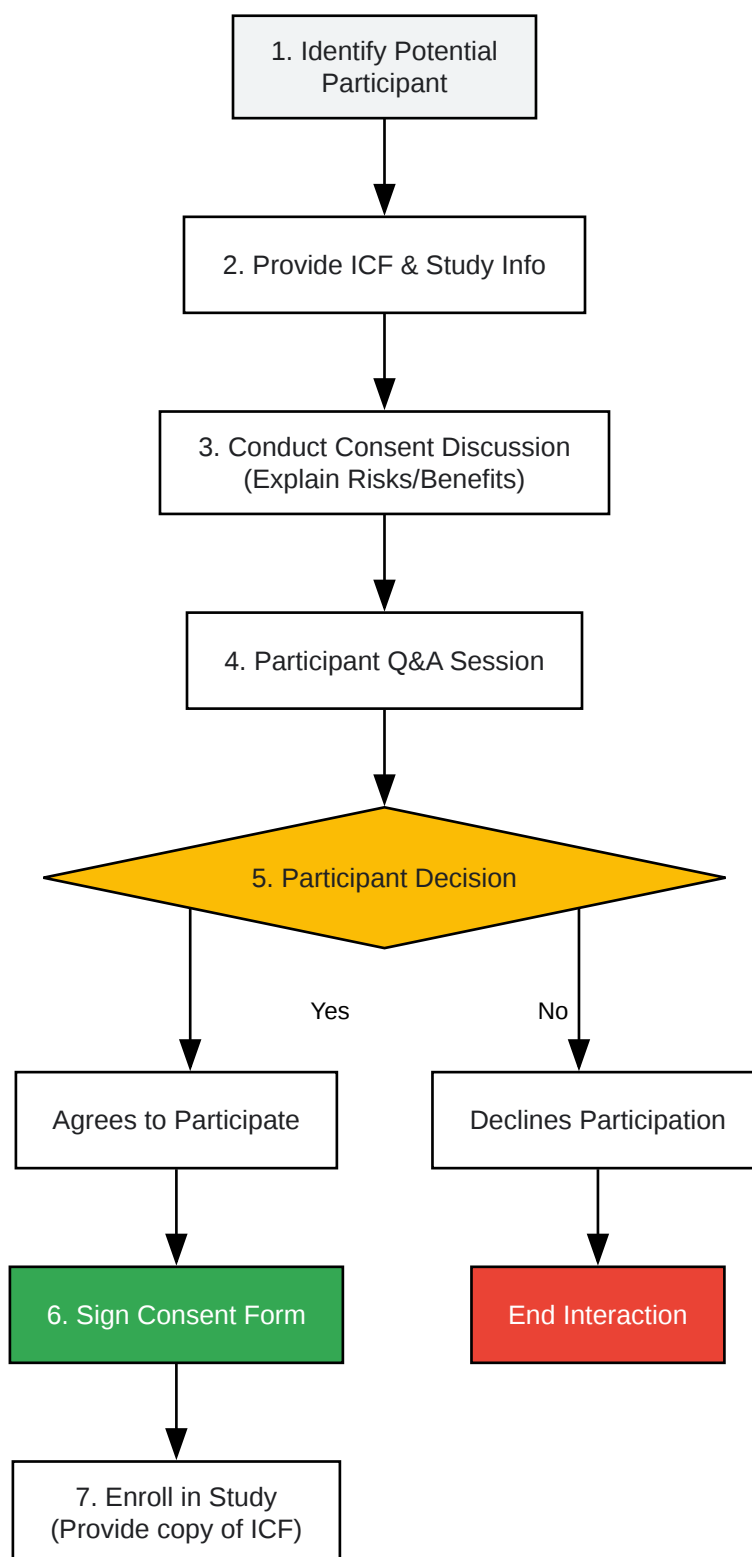 1. Identify Potential
Participant
2. Provide ICF & Study Info
3. Conduct Consent Discussion
(Explain Risks/Benefits)
4. Participant Q&A Session
5. Participant Decision
Yes
No
Agrees to Participate
Declines Participation
6. Sign Consent Form
End Interaction
7. Enroll in Study
(Provide copy of ICF)